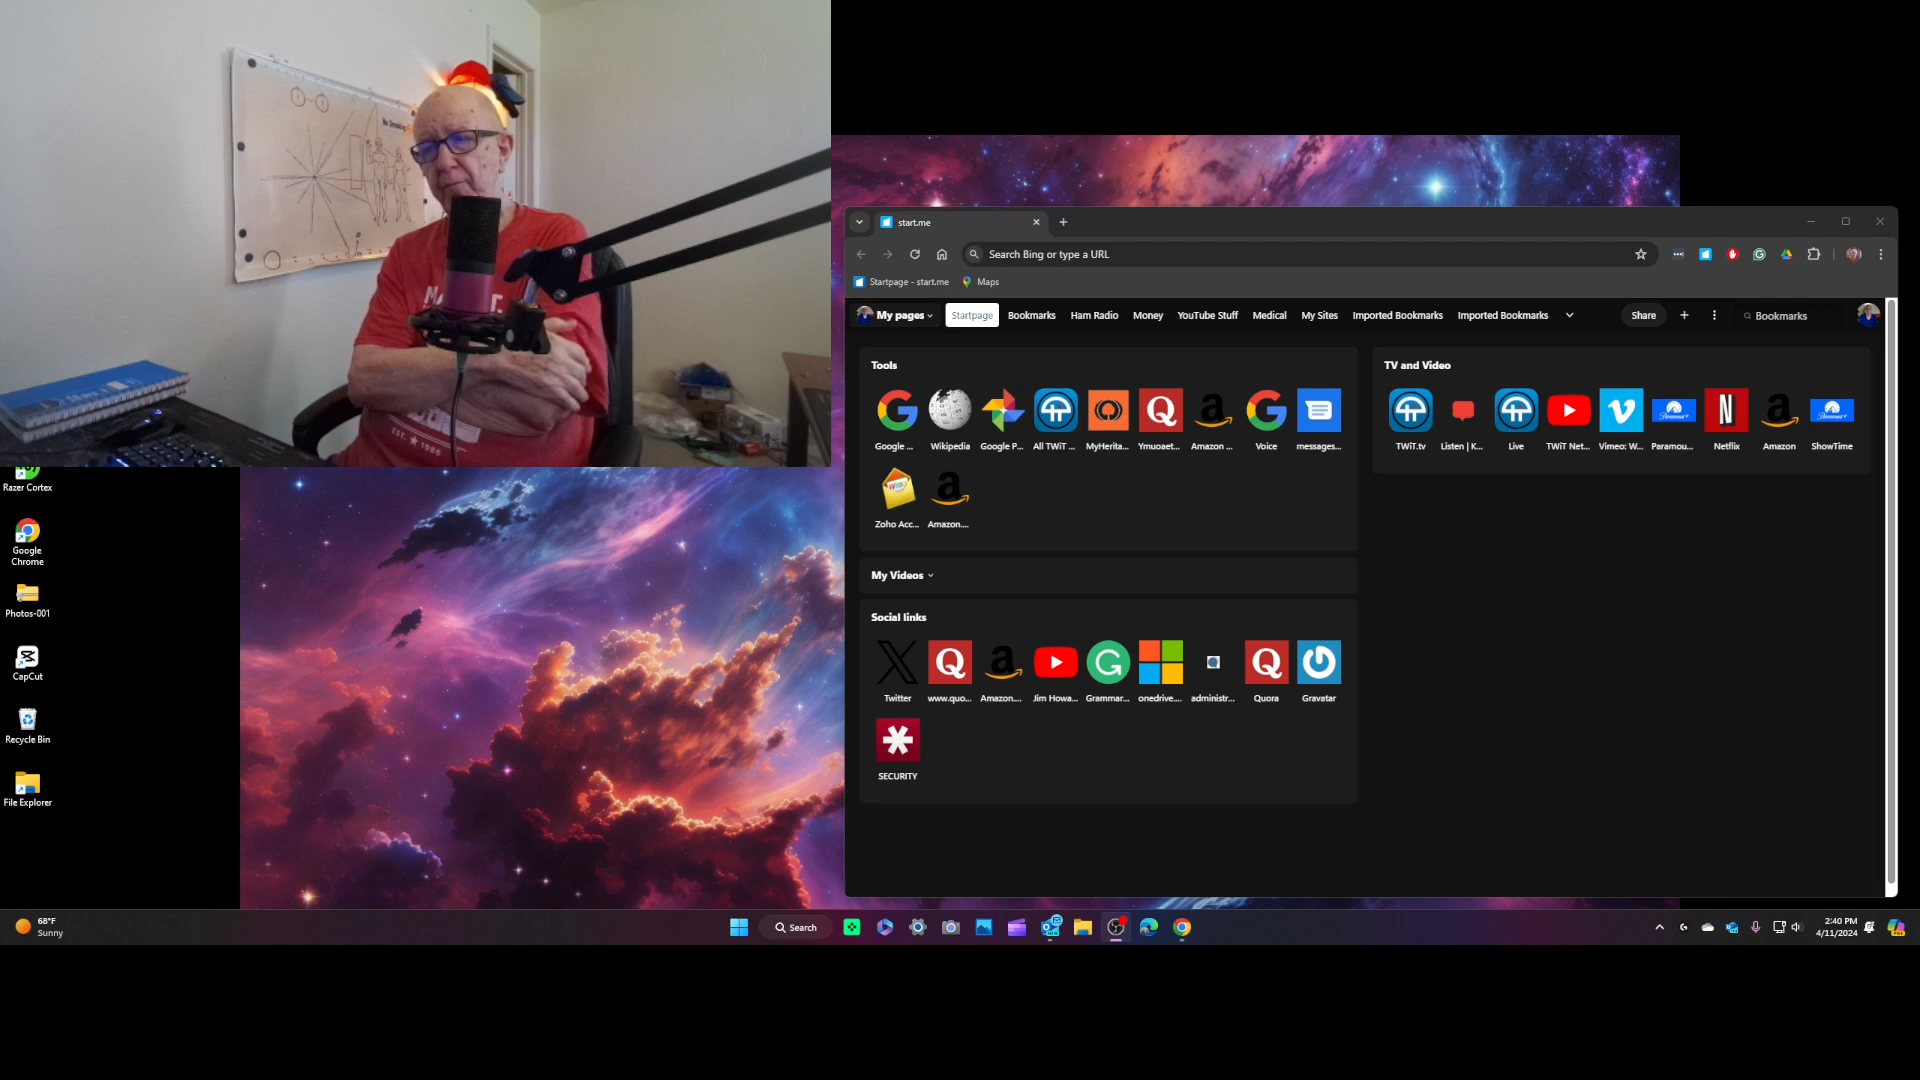 EST. ★ 1986
Razer Cortex
Google
Chrome
Photos-001
CapCut
Recycle Bin
File Explorer
start.me
Search Bing or type a URL
Startpage - start.me
Maps
My pages
Startpage
Bookmarks
Ham Radio
Money
YouTube Stuff
Medical
My Sites
Imported Bookmarks
Imported Bookmarks
Share
Bookmarks
Tools
Google ...
Wikipedia
Google P...
All TWiT ...
MyHerita...
Ymuoaet...
Amazon ...
Voice
messages...
Zoho Acc...
Amazon....
TV and Video
TWiT.tv
Listen | K...
Live
TWiT Net...
Vimeo: W...
Paramou...
Netflix
Amazon
ShowTime
My Videos
Social links
Twitter
www.quo...
Amazon....
Jim Howa...
Grammar...
onedrive....
administr...
Quora
Gravatar
SECURITY
68°F
Sunny
Search
2:40 PM
4/11/2024